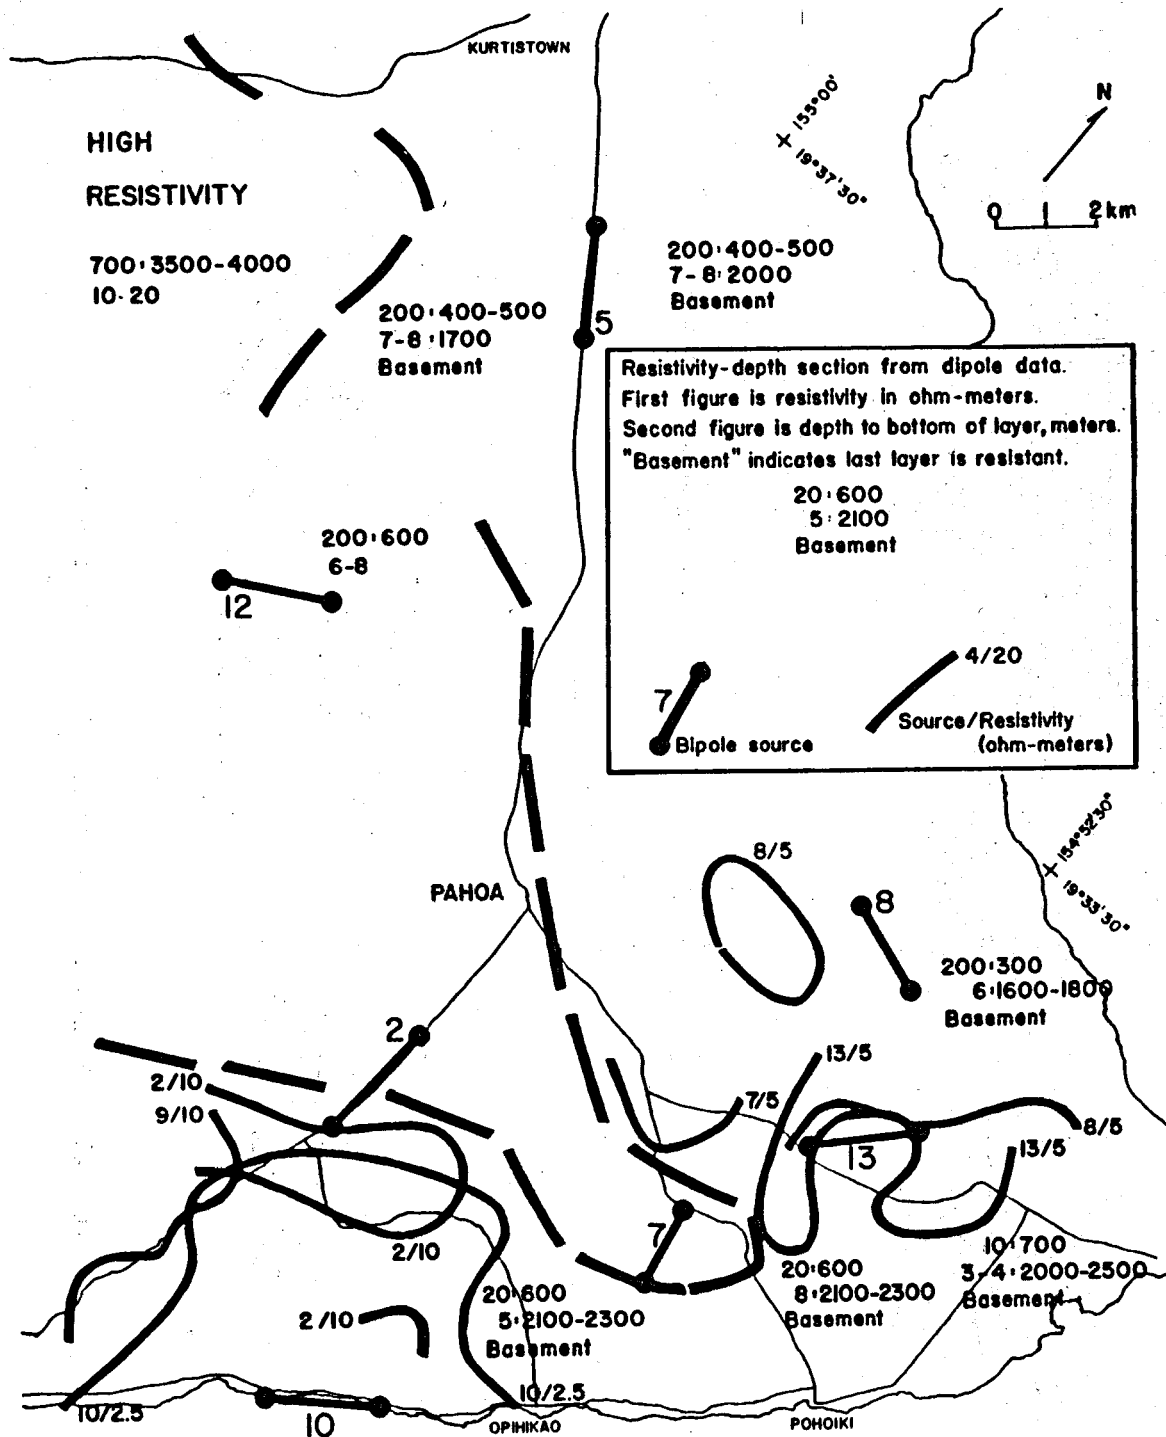 KURTISTOWN
155°00'
19°37'30"
N
0 1 2 km
HIGH
RESISTIVITY
700:3500-4000
10-20
200:400-500
7-8:1700
Basement
5
200:400-500
7-8:2000
Basement
Resistivity-depth section from dipole data.
First figure is resistivity in ohm-meters.
Second figure is depth to bottom of layer, meters.
"Basement" indicates last layer is resistant.
20:600
5:2100
Basement
7
Bipole source
4/20
Source/Resistivity
(ohm-meters)
200:600
6-8
12
154°52'30"
19°33'30"
8/5
PAHOA
8
200:300
6:1600-1800
Basement
2
2/10
9/10
13/5
7/5
8/5
13
13/5
2/10
7
10:700
3-4:2000-2500
Basement
20:600
8:2100-2300
Basement
20:600
5:2100-2300
Basement
2/10
10/2.5
10
10/2.5
OPIHIKAO
POHOIKI